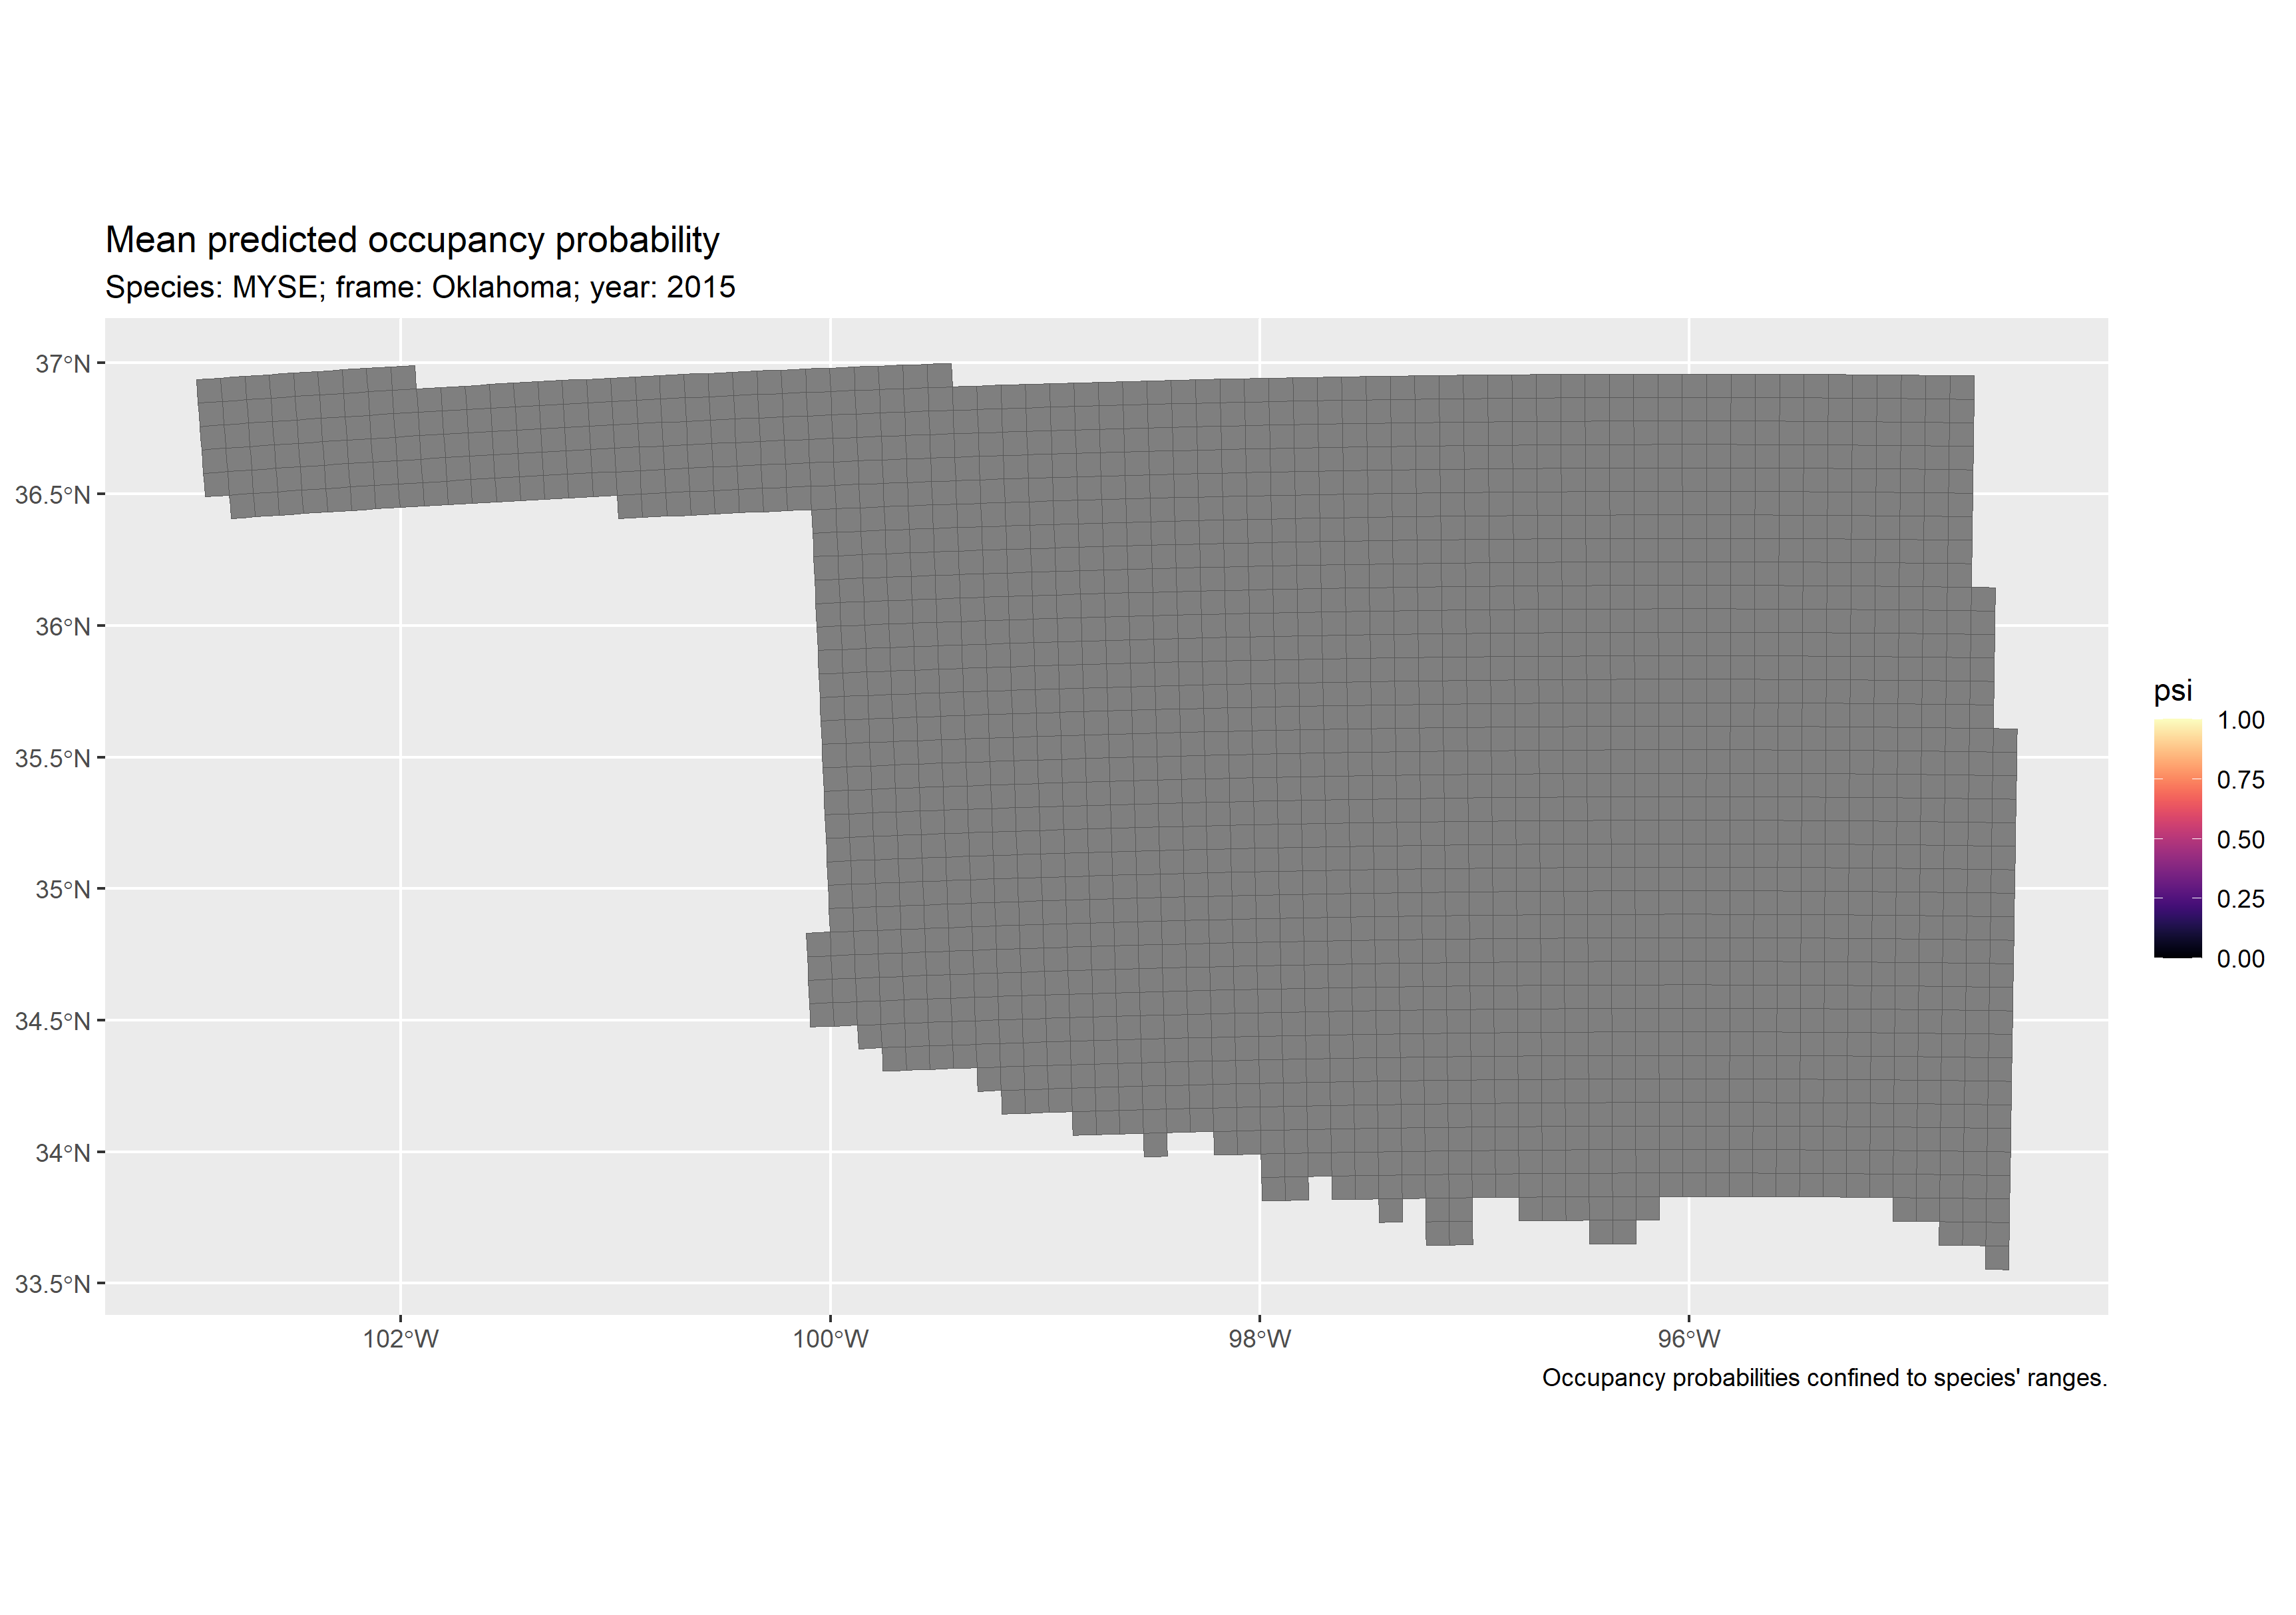 Mean predicted occupancy probability
Species: MYSE; frame: Oklahoma; year: 2015
37°N
36.5°N
36°N
35.5°N
35°N
34.5°N
34°N
33.5°N
102°W
100°W
98°W
96°W
psi
1.00
0.75
0.50
0.25
0.00
Occupancy probabilities confined to species' ranges.